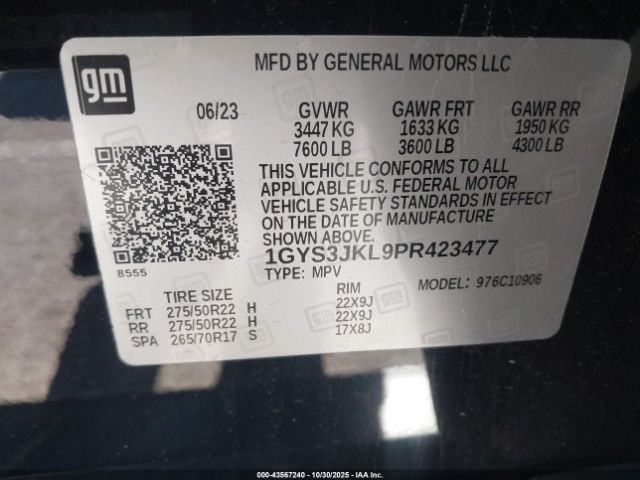 gm
MFD BY GENERAL MOTORS LLC
06/23 GVWR GAWR FRT GAWR RR
3447 KG 1633 KG 1950 KG
7600 LB 3600 LB 4300 LB
THIS VEHICLE CONFORMS TO ALL
APPLICABLE U.S. FEDERAL MOTOR
VEHICLE SAFETY STANDARDS IN EFFECT
ON THE DATE OF MANUFACTURE
SHOWN ABOVE.
1GYS3JKL9PR423477
8555
TYPE: MPV MODEL: 976C10906
TIRE SIZE RIM
FRT 275/50R22 H 22X9J
RR 275/50R22 H 22X9J
SPA 265/70R17 S 17X8J
000-43567240 - 10/30/2025 - IAA Inc.